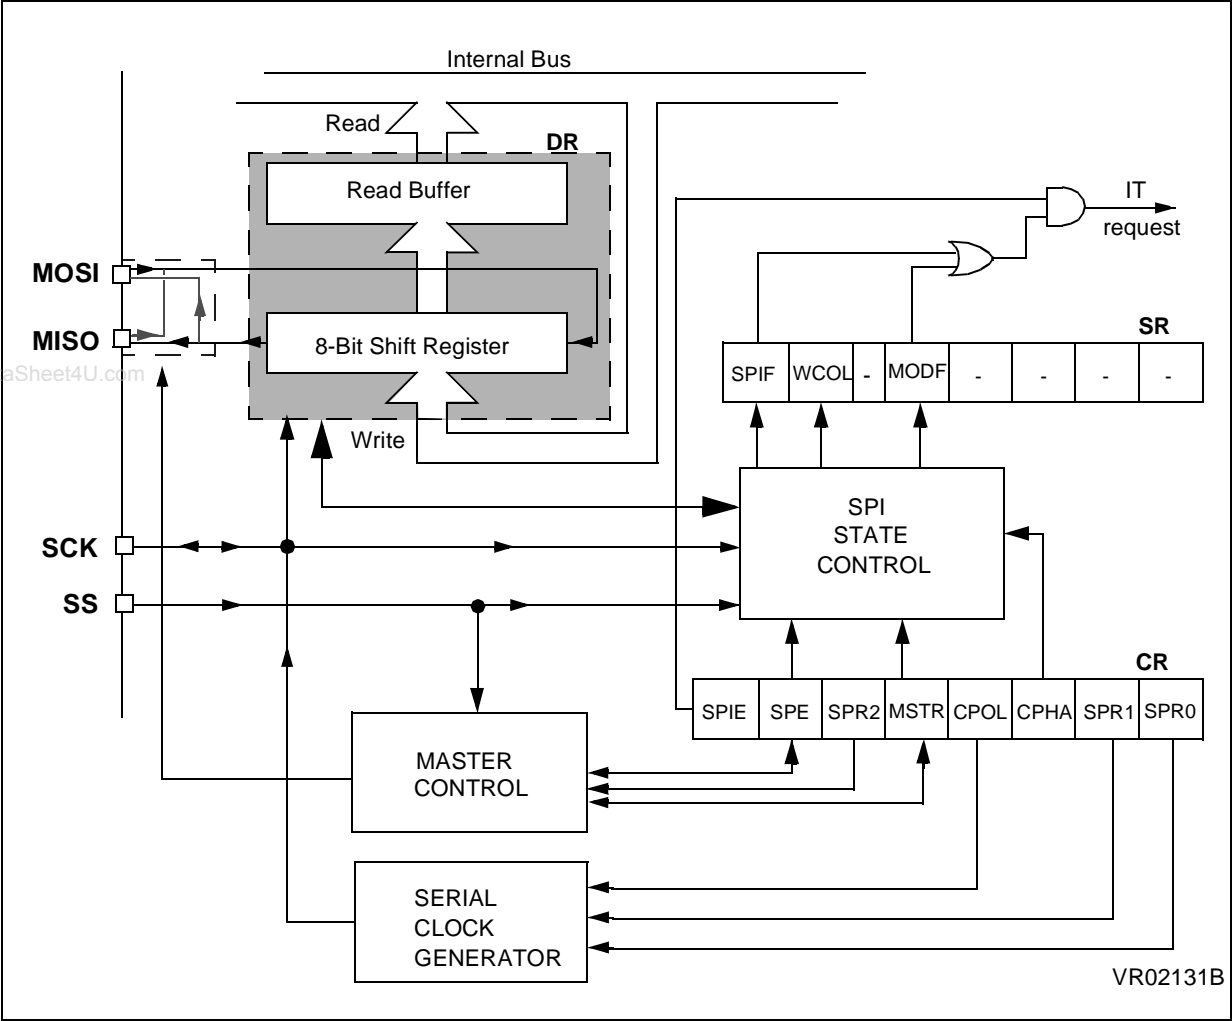 Internal Bus
Read
DR
Read Buffer
IT
request
MOSI
MISO
8-Bit Shift Register
SR
aSheet4U.com
SPIF WCOL - MODF - - - -
Write
SPI
STATE
CONTROL
SCK
SS
CR
SPIE SPE SPR2 MSTR CPOL CPHA SPR1 SPR0
MASTER
CONTROL
SERIAL
CLOCK
GENERATOR
VR02131B